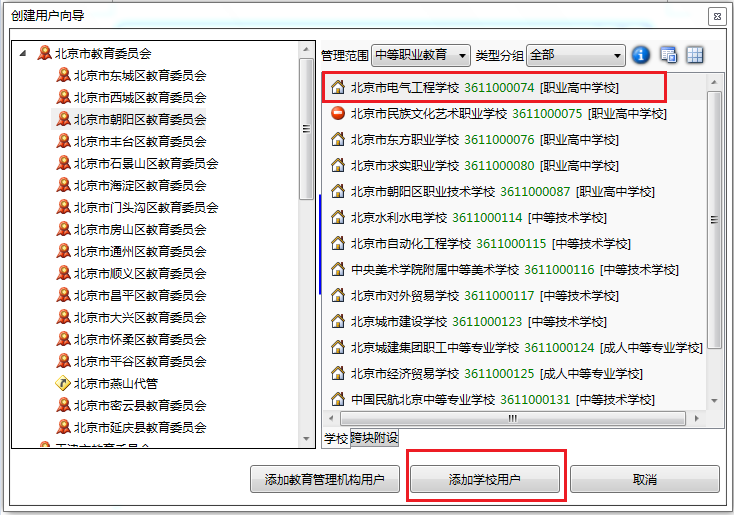 创建用户向导
北京市教育委员会
北京市东城区教育委员会
北京市西城区教育委员会
北京市朝阳区教育委员会
北京市丰台区教育委员会
北京市石景山区教育委员会
北京市海淀区教育委员会
北京市门头沟区教育委员会
北京市房山区教育委员会
北京市通州区教育委员会
北京市顺义区教育委员会
北京市昌平区教育委员会
北京市大兴区教育委员会
北京市怀柔区教育委员会
北京市平谷区教育委员会
北京市燕山代管
北京市密云县教育委员会
北京市延庆县教育委员会
天津市教育委员会
管理范围 中等职业教育 类型分组 全部
北京市电气工程学校 3611000074 [职业高中学校]
北京市民族文化艺术职业学校 3611000075 [职业高中学校]
北京市东方职业学校 3611000076 [职业高中学校]
北京市求实职业学校 3611000080 [职业高中学校]
北京市朝阳区职业技术学校 3611000087 [职业高中学校]
北京水利水电学校 3611000114 [中等技术学校]
北京市自动化工程学校 3611000115 [中等技术学校]
中央美术学院附属中等美术学校 3611000116 [中等技术学校]
北京市对外贸易学校 3611000117 [中等技术学校]
北京城市建设学校 3611000123 [中等技术学校]
北京城建集团职工中等专业学校 3611000124 [成人中等专业学校]
北京市经济贸易学校 3611000125 [成人中等专业学校]
中国民航北京中等专业学校 3611000131 [中等技术学校]
学校 跨块附设
添加教育管理机构用户 添加学校用户 取消